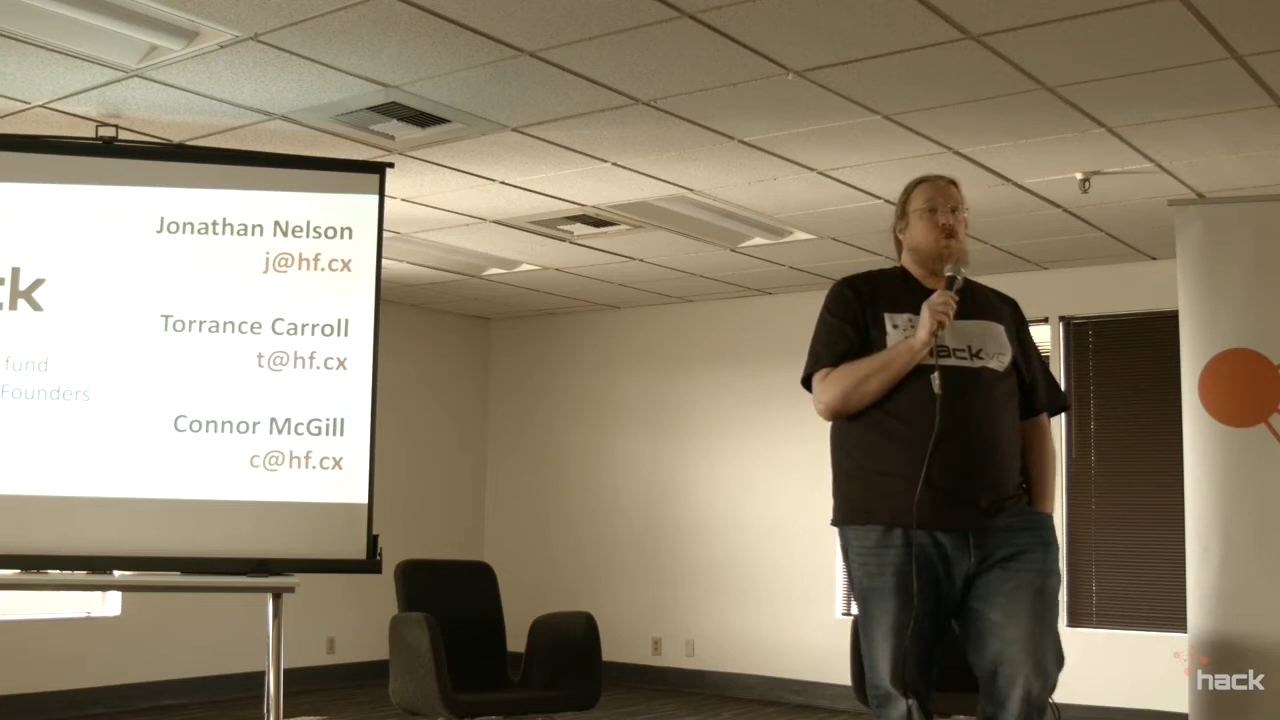 Jonathan Nelson
j@hf.cx
ck
Torrance Carroll
t@hf.cx
fund
Founders
Connor McGill
c@hf.cx
hackvc
hack